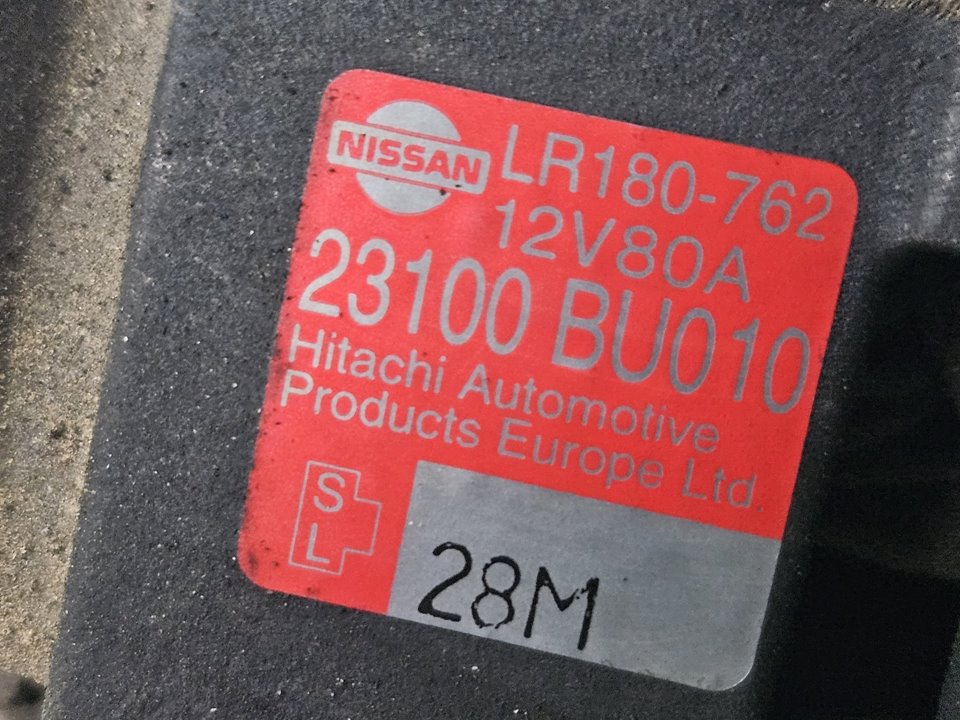 NISSAN LR180-762
12V80A
23100 BU010
Hitachi Automotive
Products Europe Ltd.
S
L
28M